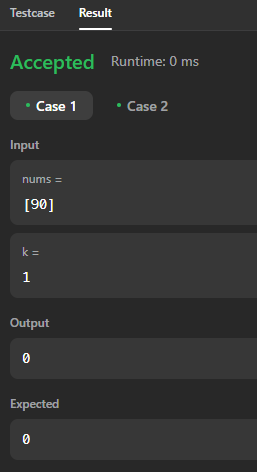 Testcase Result
Accepted Runtime: 0 ms
• Case 1 • Case 2
Input
nums =
[90]
k =
1
Output
0
Expected
0